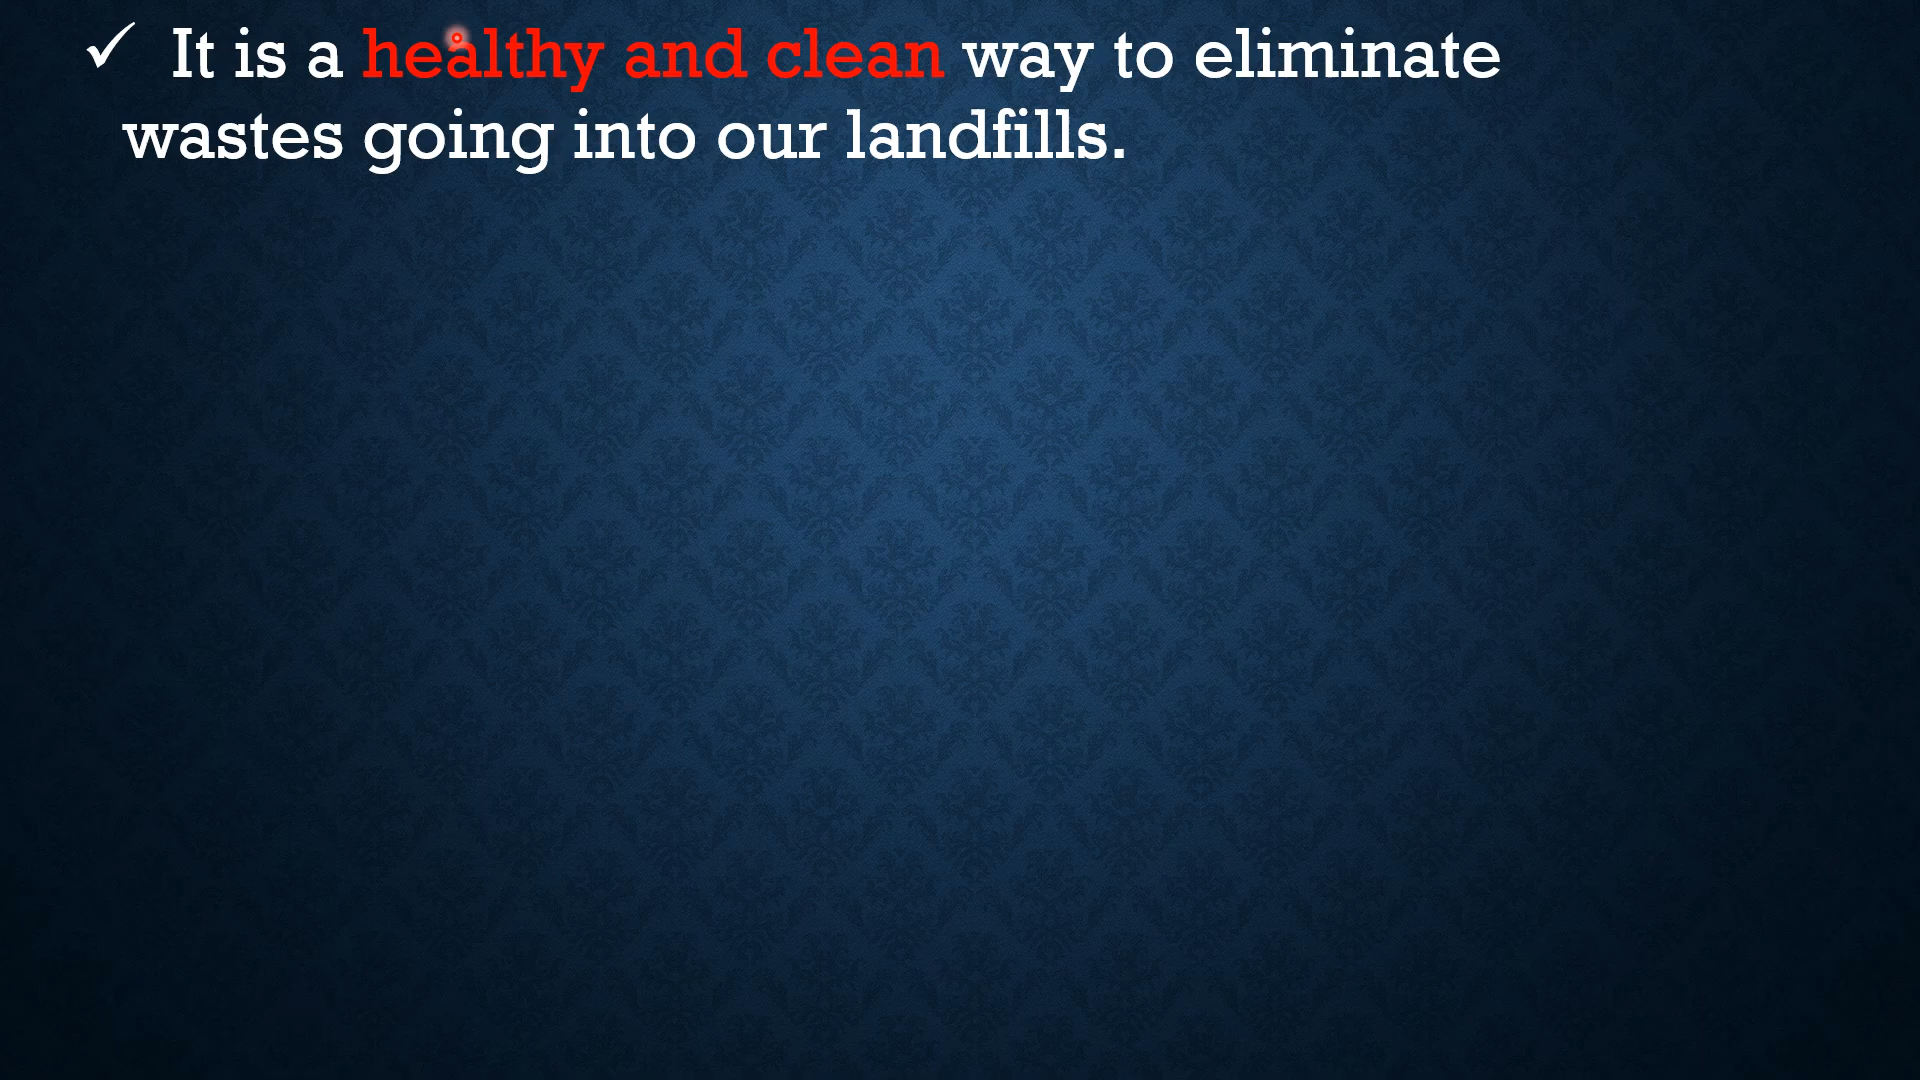 ✓ It is a healthy and clean way to eliminate
wastes going into our landfills.